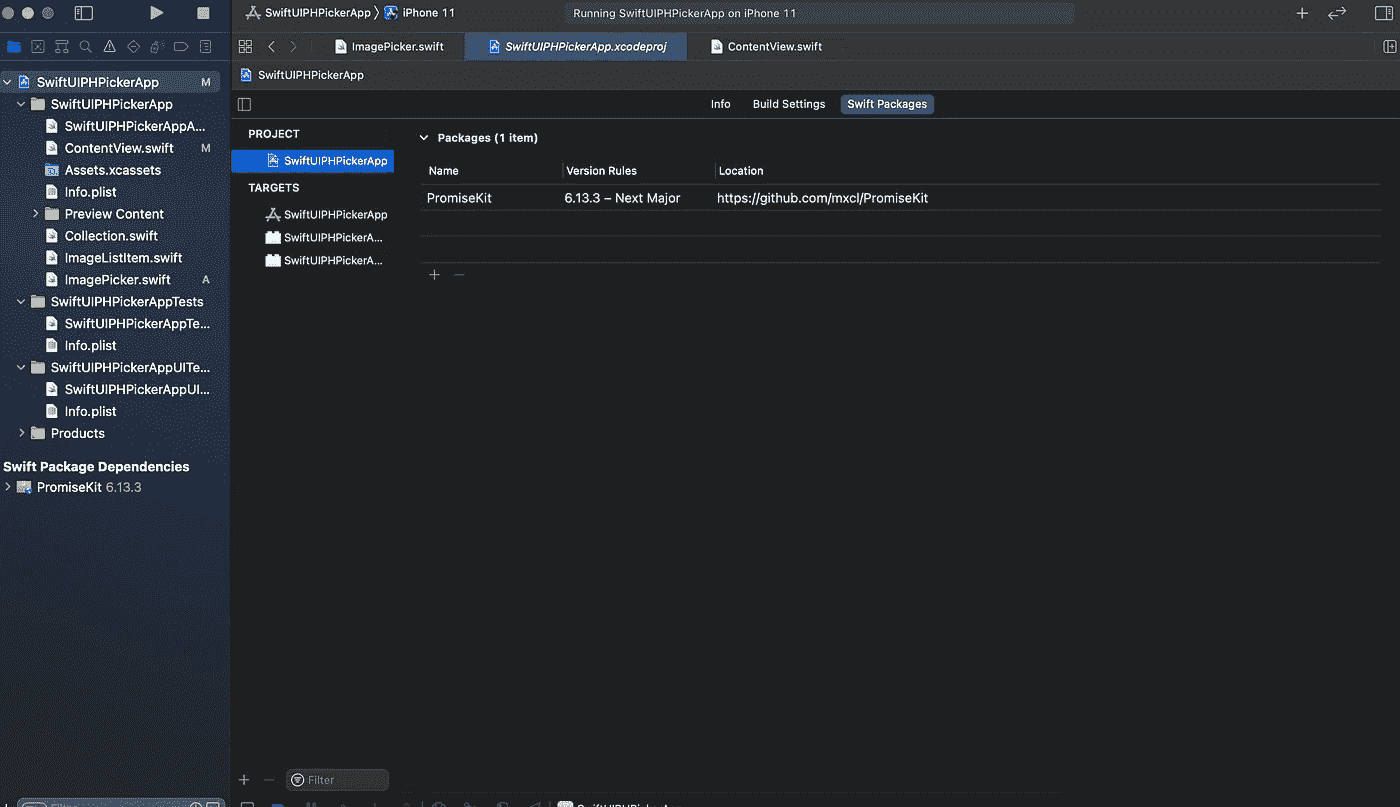 SwiftUIPHPickerApp
iPhone 11
Running SwiftUIPHPickerApp on iPhone 11
ImagePicker.swift
SwiftUIPHPickerApp.xcodeproj
ContentView.swift
SwiftUIPHPickerApp
SwiftUIPHPickerApp M
SwiftUIPHPickerApp
SwiftUIPHPickerAppA...
ContentView.swift M
Assets.xcassets
Info.plist
Preview Content
Collection.swift
ImageListItem.swift
ImagePicker.swift A
SwiftUIPHPickerAppTests
SwiftUIPHPickerAppTe...
Info.plist
SwiftUIPHPickerAppUITe...
SwiftUIPHPickerAppUI...
Info.plist
Products
Swift Package Dependencies
PromiseKit 6.13.3
Info Build Settings Swift Packages
PROJECT
SwiftUIPHPickerApp
TARGETS
SwiftUIPHPickerApp
SwiftUIPHPickerA...
SwiftUIPHPickerA...
Packages (1 item)
Name Version Rules Location
PromiseKit 6.13.3 – Next Major https://github.com/mxcl/PromiseKit
Filter